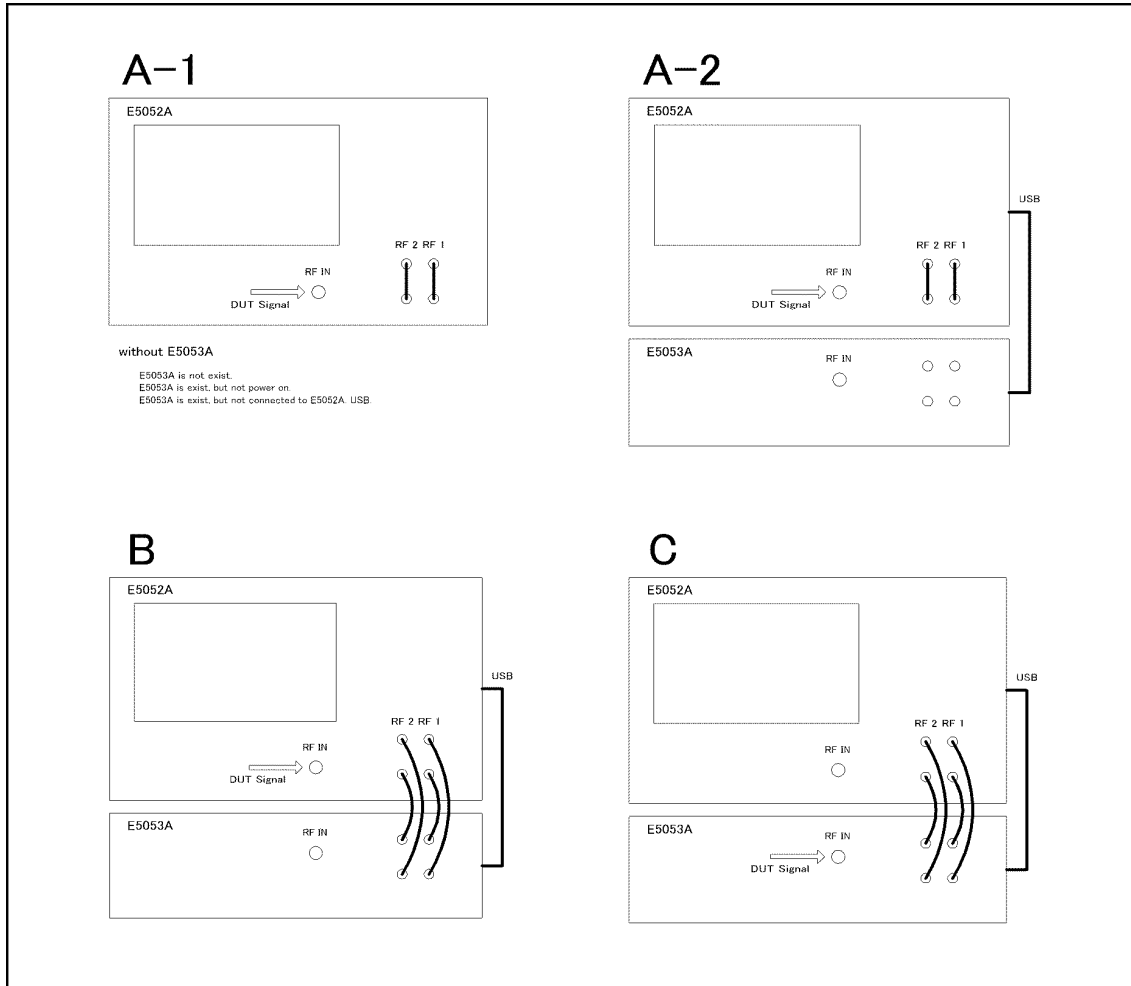 A-1
E5052A
RF 2 RF 1
RF IN
DUT Signal
without E5053A
E5053A is not exist.
E5053A is exist, but not power on.
E5053A is exist, but not connected to E5052A. USB.
A-2
E5052A
USB
RF 2 RF 1
RF IN
DUT Signal
E5053A
RF IN
B
E5052A
USB
RF 2 RF 1
RF IN
DUT Signal
E5053A
RF IN
C
E5052A
USB
RF 2 RF 1
RF IN
E5053A
RF IN
DUT Signal